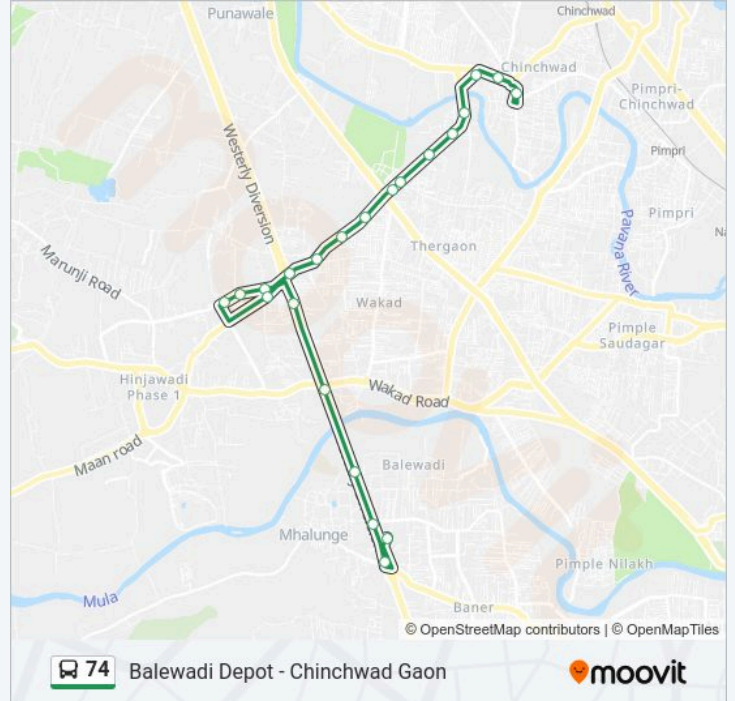 Punawale
Chinchwad
Chinchwad
Pimpri-
Chinchwad
Westerly Diversion
Pimpri
Pimpri
Thergaon
Pavana River
Marunji Road
Wakad
Pimple
Saudagar
Hinjawadi
Phase 1
Wakad Road
Maan road
Balewadi
Mhalunge
Pimple Nilakh
Mula
Baner
© OpenStreetMap contributors | © OpenMapTiles
74 Balewadi Depot - Chinchwad Gaon
moovit